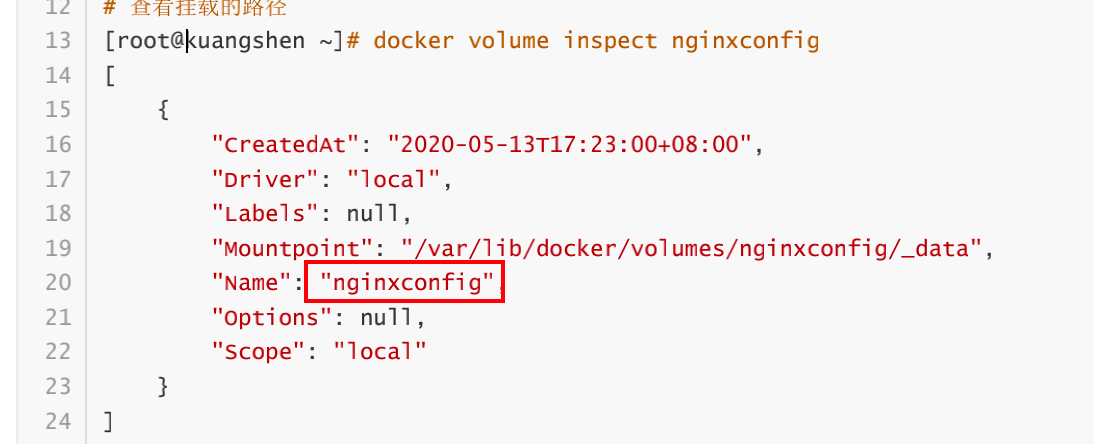 12 # 查看挂载的路径
13 [root@kuangshen ~]# docker volume inspect nginxconfig
14 [
15 {
16 "CreatedAt": "2020-05-13T17:23:00+08:00",
17 "Driver": "local",
18 "Labels": null,
19 "Mountpoint": "/var/lib/docker/volumes/nginxconfig/_data",
20 "Name": "nginxconfig",
21 "Options": null,
22 "Scope": "local"
23 }
24 ]